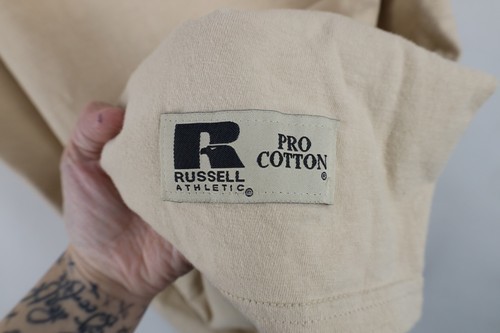 R
RUSSELL
ATHLETIC®
PRO
COTTON®